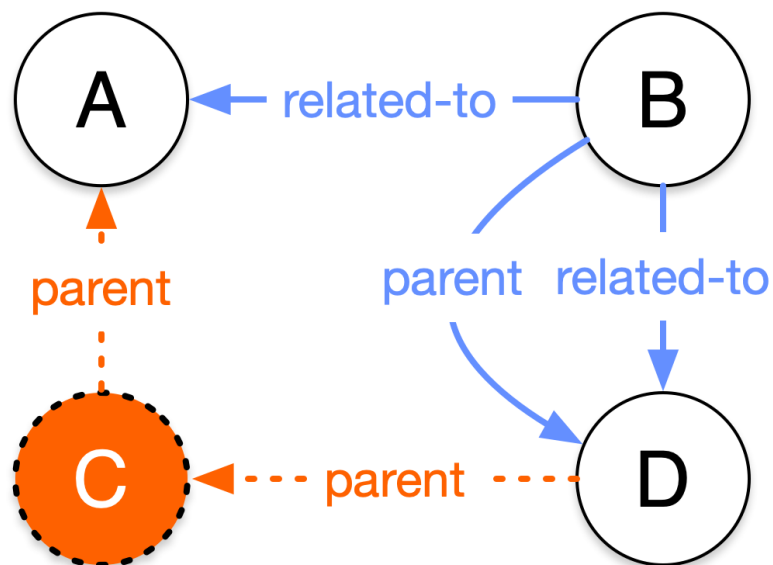 A
related-to
B
parent
parent
related-to
C
parent
D